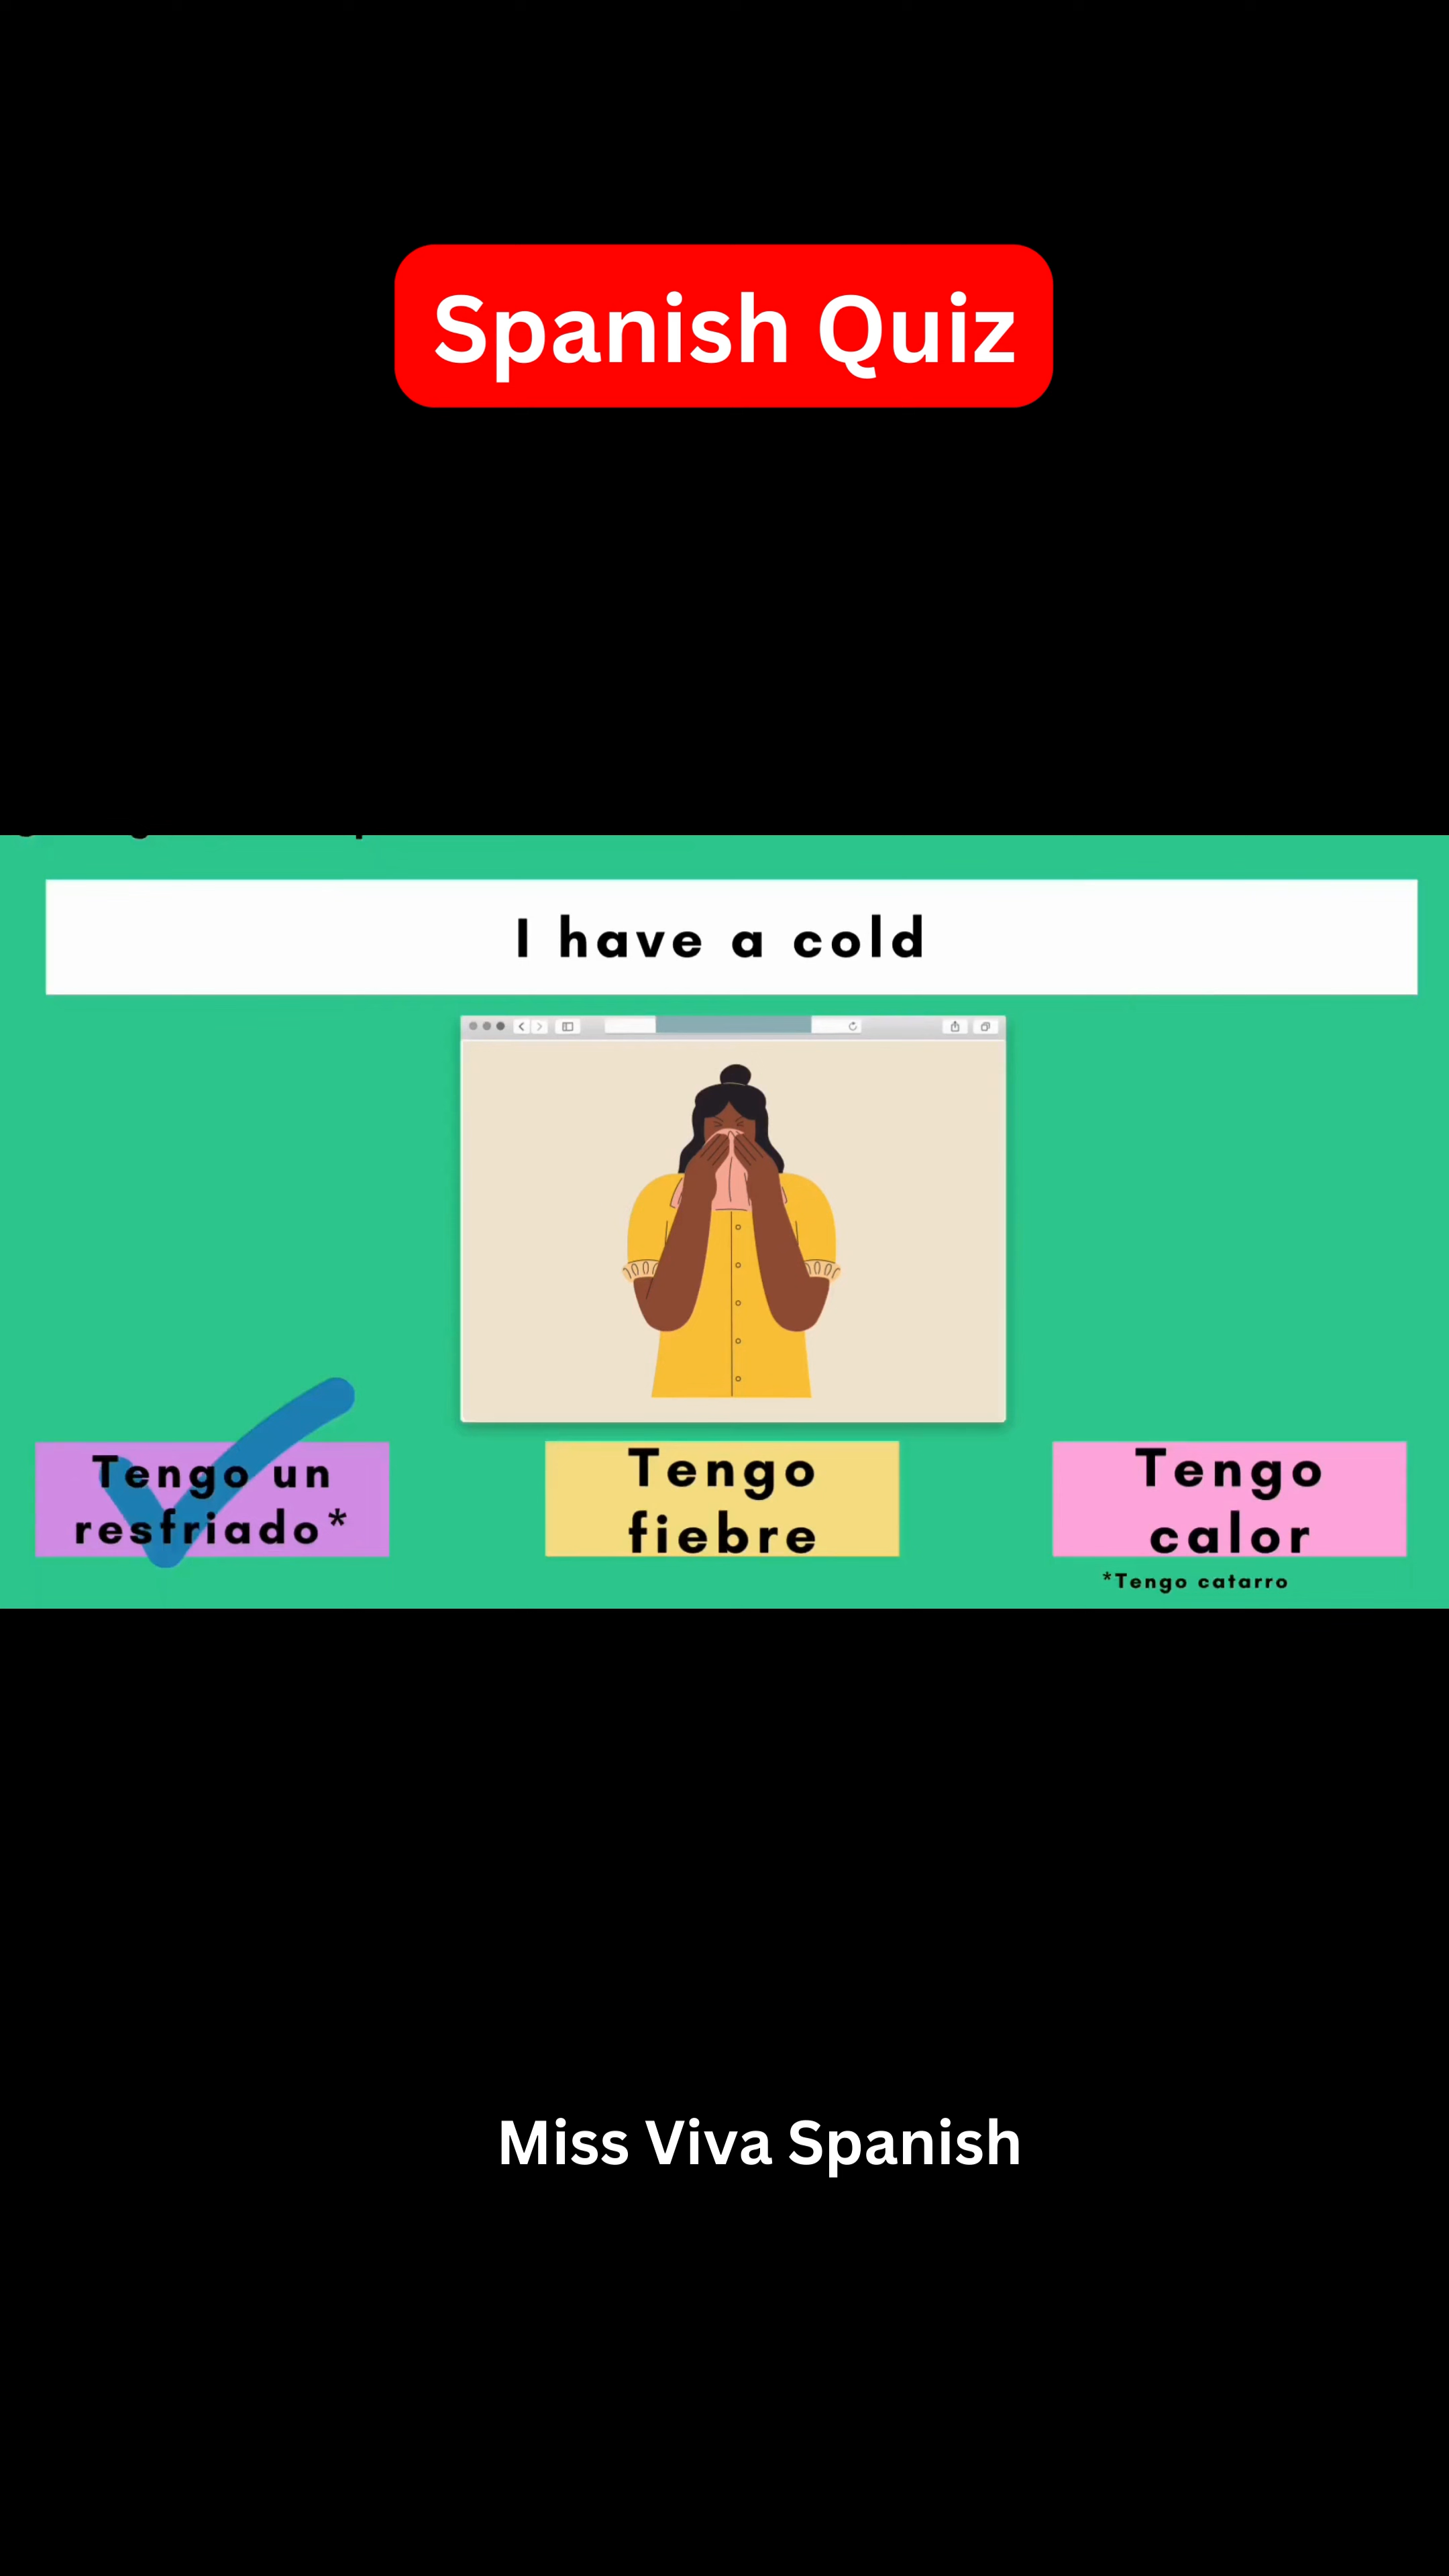 Spanish Quiz
I have a cold
Tengo un
resfriado*
Tengo
fiebre
Tengo
calor
*Tengo catarro
Miss Viva Spanish